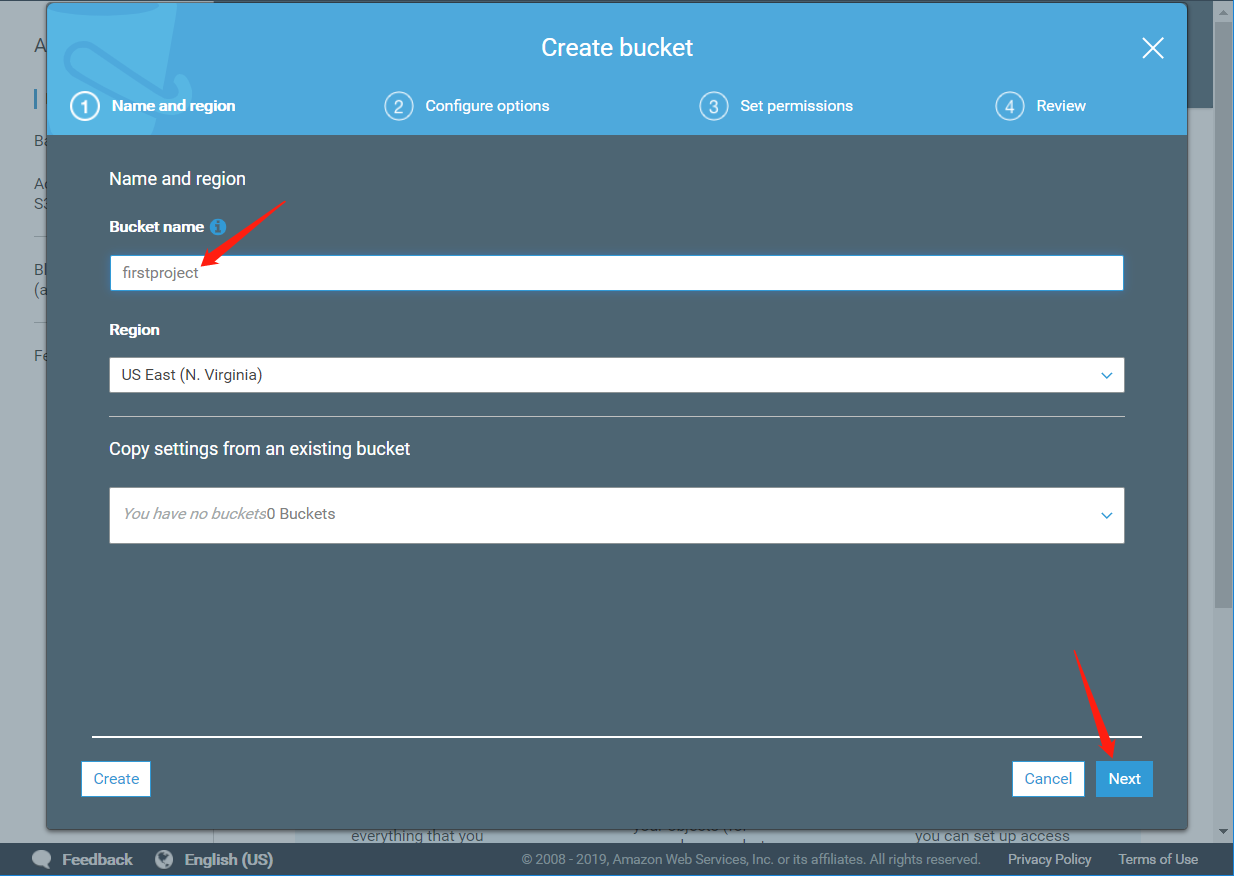 Create bucket
1 Name and region
2 Configure options
3 Set permissions
4 Review
Name and region
Bucket name
firstproject
Region
US East (N. Virginia)
Copy settings from an existing bucket
You have no buckets0 Buckets
Create
Cancel
Next
everything that you
you can set up access
Feedback
English (US)
© 2008 - 2019, Amazon Web Services, Inc. or its affiliates. All rights reserved.
Privacy Policy
Terms of Use